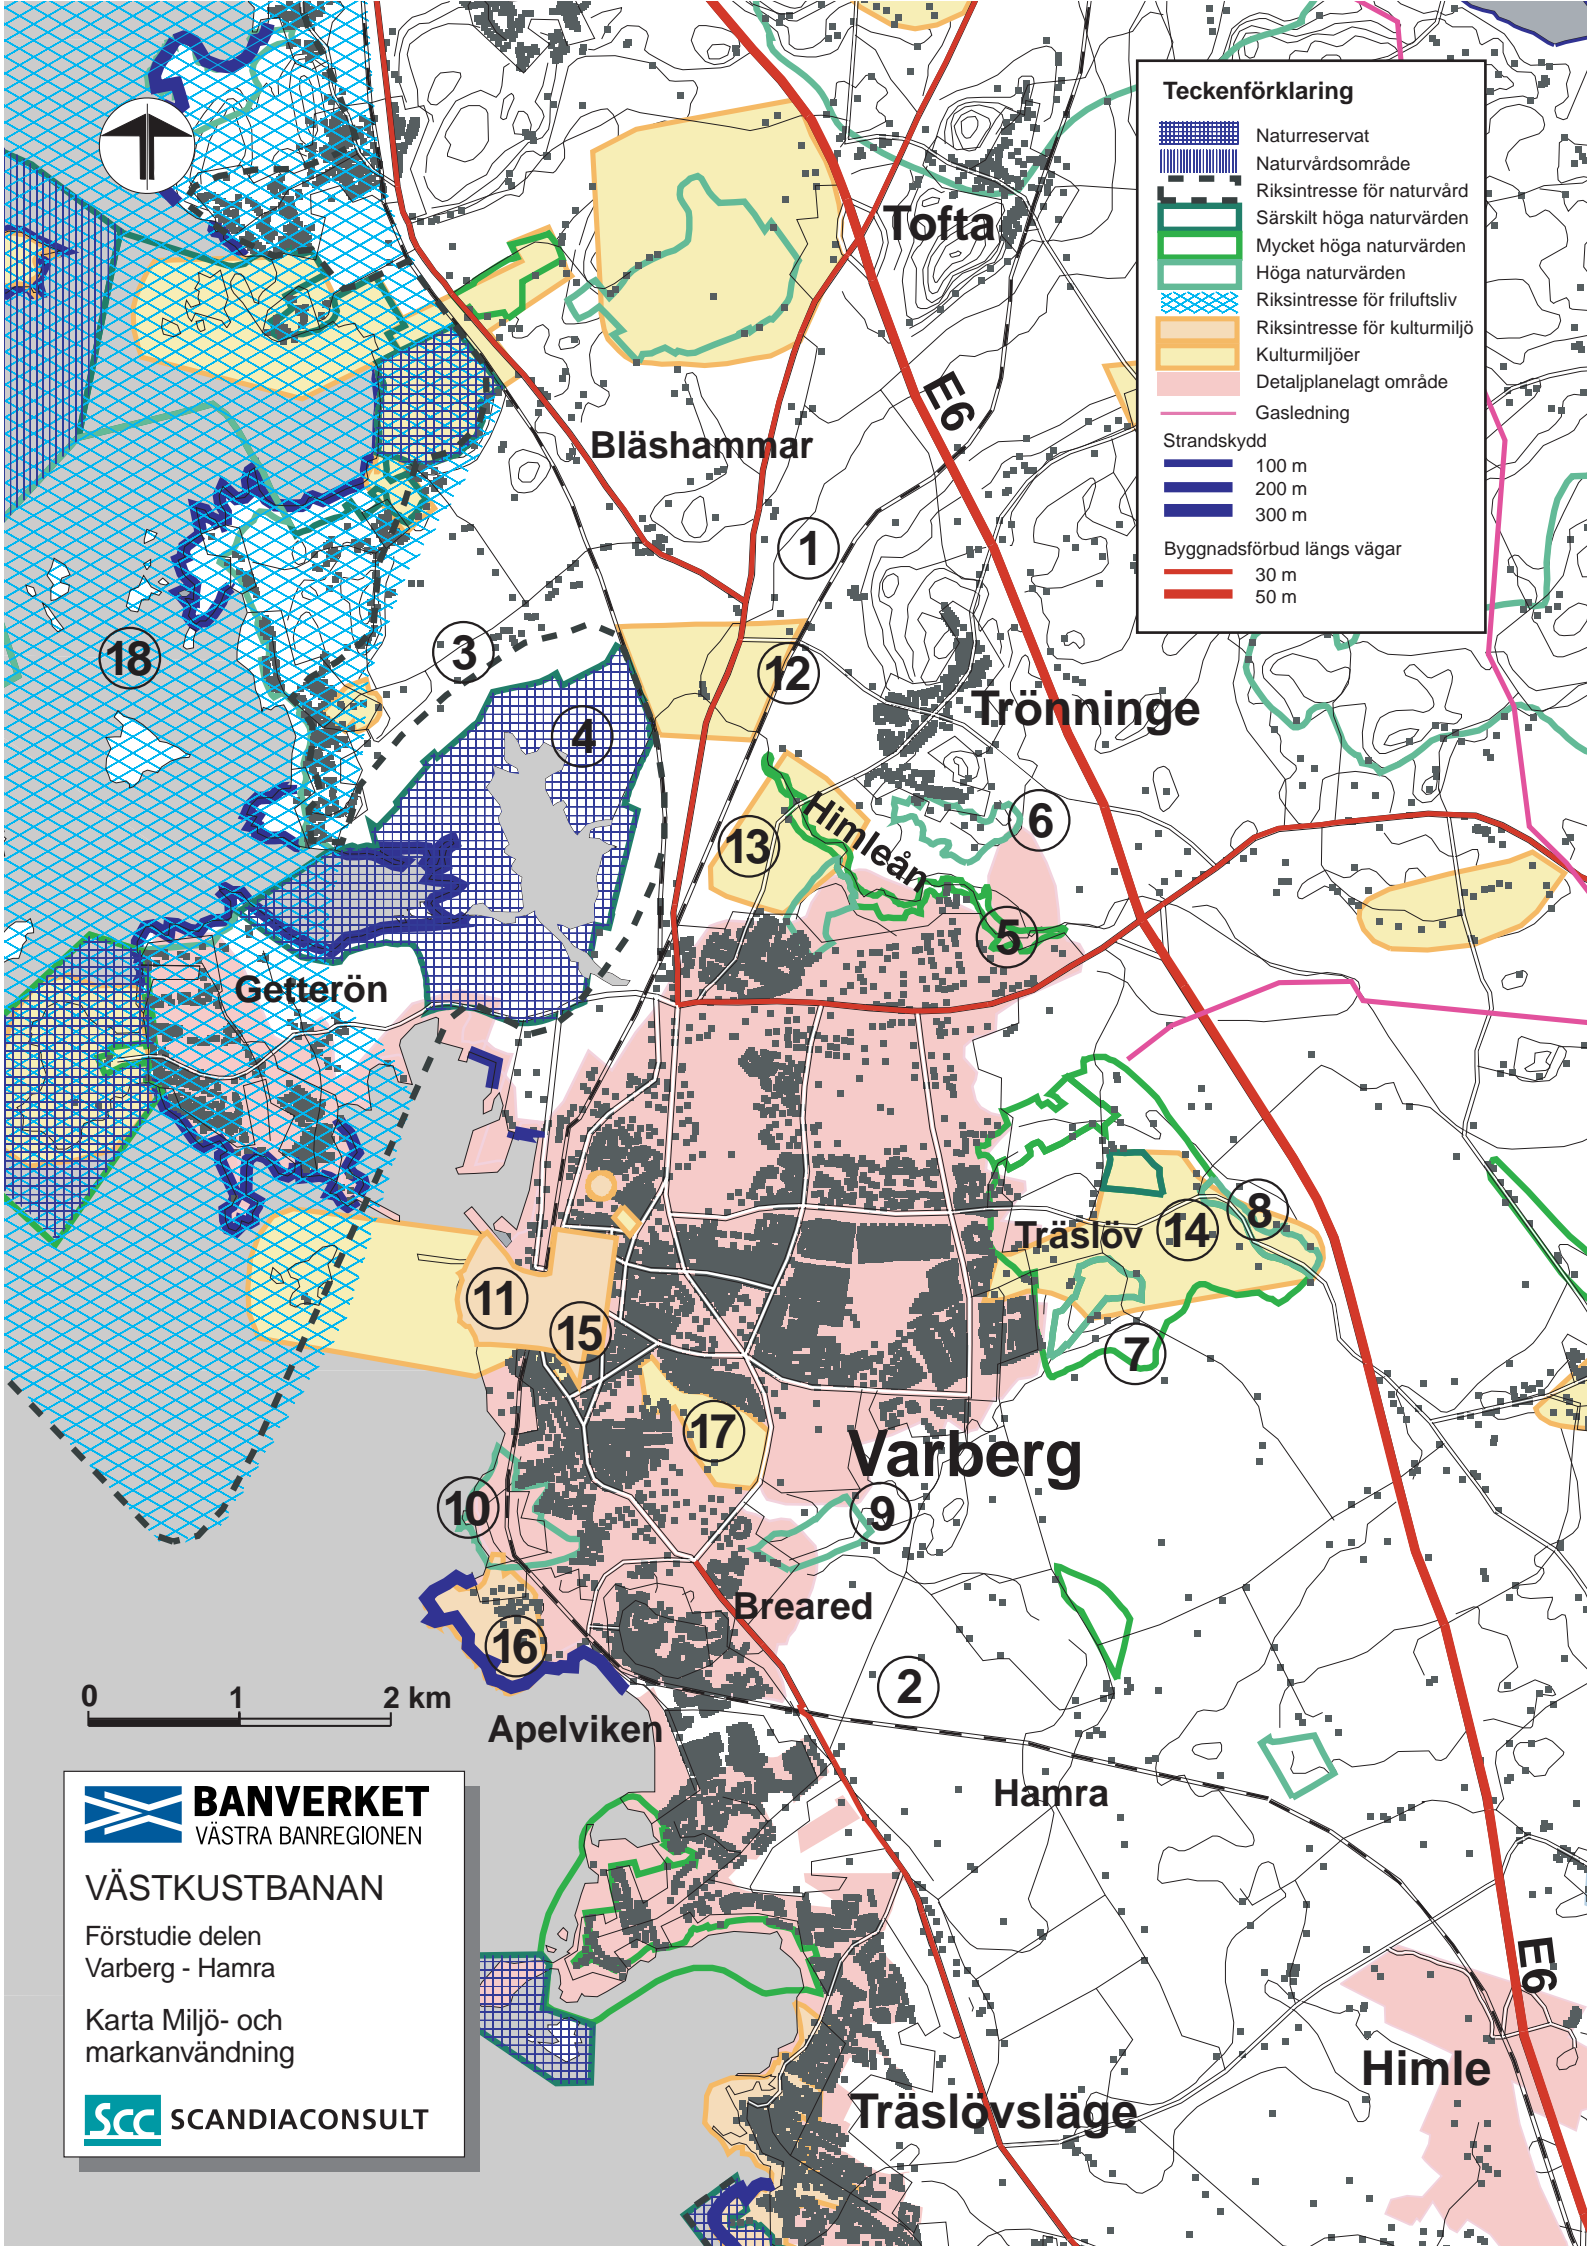 Teckenförklaring
Naturreservat
Naturvårdsområde
Riksintresse för naturvård
Särskilt höga naturvärden
Mycket höga naturvärden
Höga naturvärden
Riksintresse för friluftsliv
Riksintresse för kulturmiljö
Kulturmiljöer
Detaljplanelagt område
Gasledning
Strandskydd
100 m
200 m
300 m
Byggnadsförbud längs vägar
30 m
50 m
Tofta
E6
Bläshammar
1
3
18
12
4
Trönninge
13
Himleån
6
5
Getterön
Träslöv
14
8
11
15
7
17
Varberg
10
9
16
Breared
2
0 1 2 km
Apelviken
Hamra
BANVERKET
VÄSTRA BANREGIONEN
VÄSTKUSTBANAN
Förstudie delen
Varberg - Hamra
Karta Miljö- och
markanvändning
Scc SCANDIACONSULT
E6
Himle
Träslövsläge